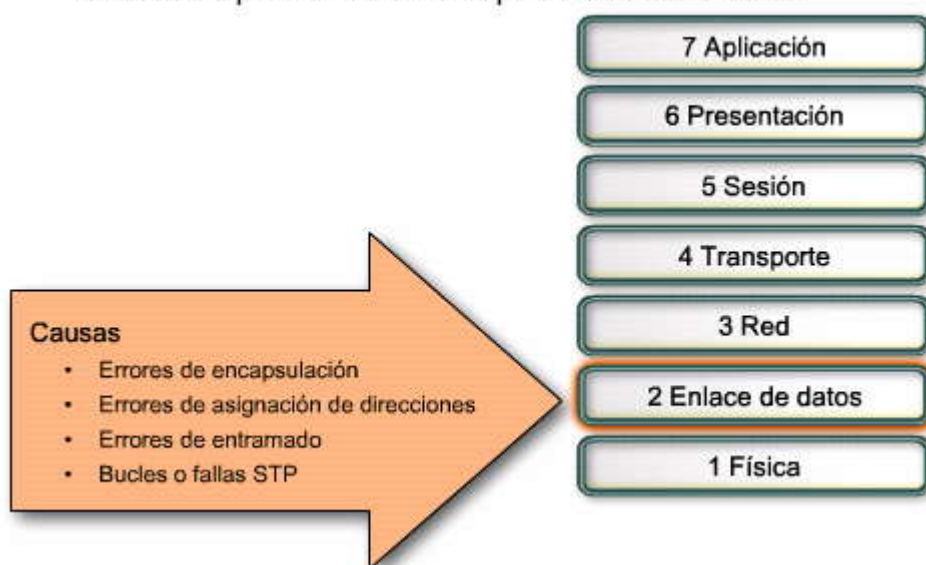 7 Aplicación
6 Presentación
5 Sesión
4 Transporte
3 Red
2 Enlace de datos
1 Física
Causas
• Errores de encapsulación
• Errores de asignación de direcciones
• Errores de entramado
• Bucles o fallas STP